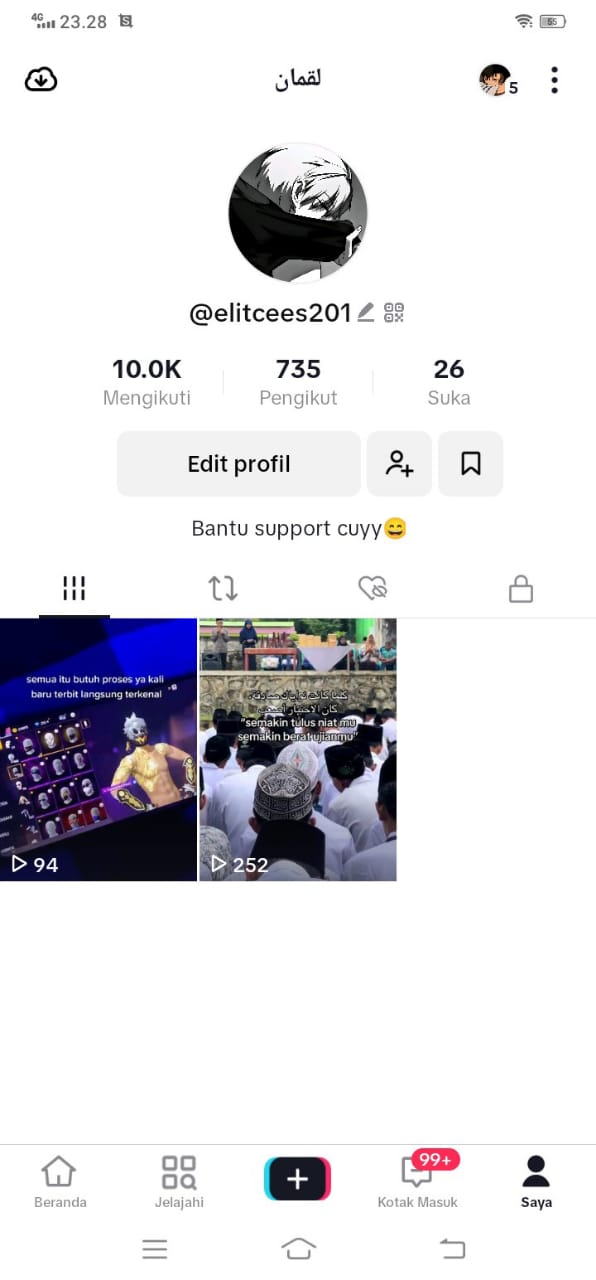 4G 23.28 55
لقمان
5
@elitcees201
10.0K 735 26
Mengikuti Pengikut Suka
Edit profil
Bantu support cuyy😄
semua itu butuh proses ya kali
baru terbit langsung terkenal
"semakin tulus niat mu
semakin berat ujianmu"
94 252
99+
Beranda Jelajahi Kotak Masuk Saya